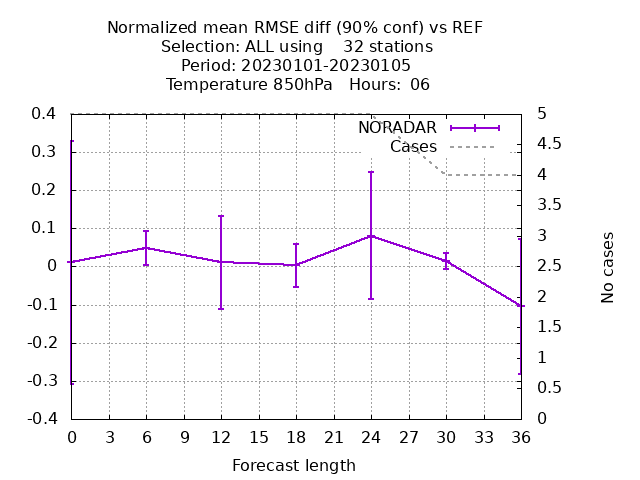 Normalized mean RMSE diff (90% conf) vs REF
Selection: ALL using    32 stations
Period: 20230101-20230105
Temperature 850hPa   Hours:  06
NORADAR
Cases
0.4
0.3
0.2
0.1
0
-0.1
-0.2
-0.3
-0.4
5
4.5
4
3.5
3
2.5
2
1.5
1
0.5
0
No cases
0 3 6 9 12 15 18 21 24 27 30 33 36
Forecast length